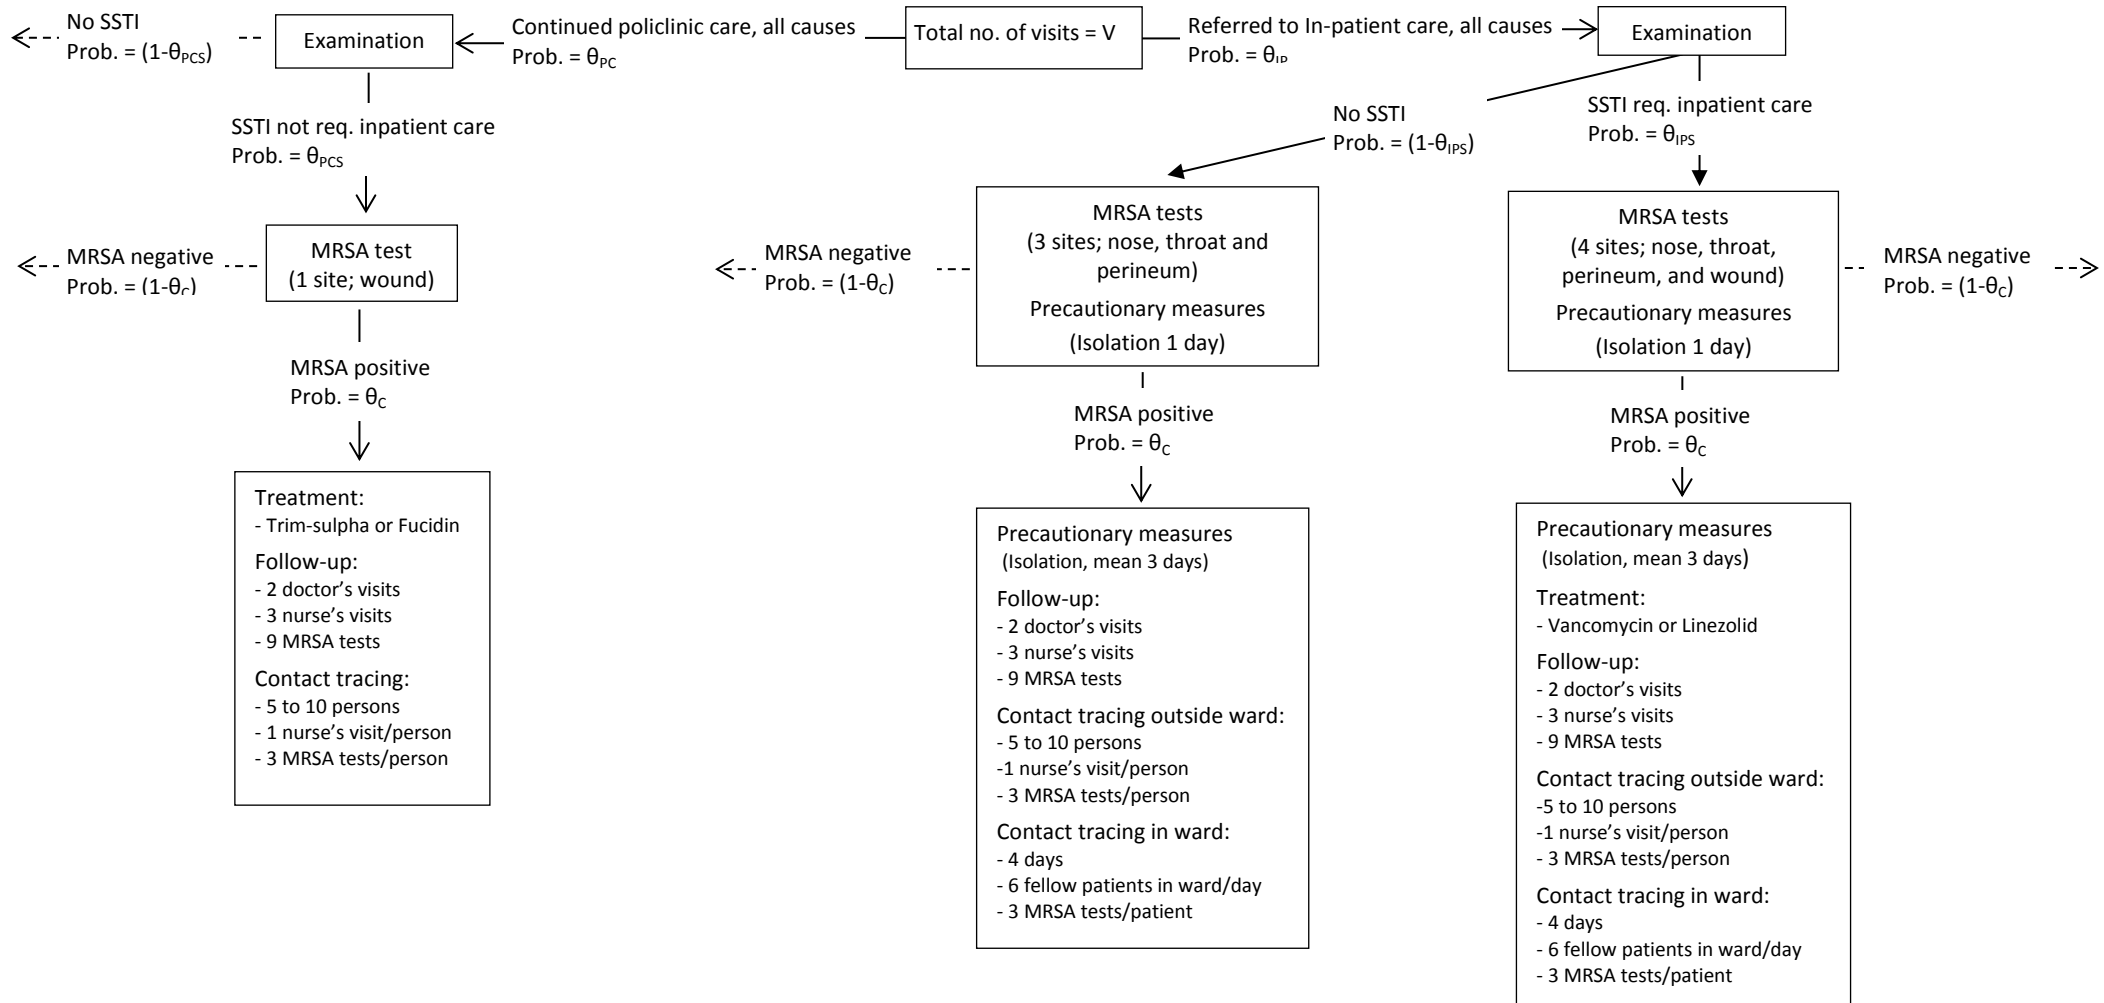 No SSTI
Prob. = (1-θPCS)
Examination
Continued policlinic care, all causes
Prob. = θPC
Total no. of visits = V
Referred to In-patient care, all causes
Prob. = θIP
Examination
SSTI not req. inpatient care
Prob. = θPCS
No SSTI
Prob. = (1-θIPS)
SSTI req. inpatient care
Prob. = θIPS
MRSA negative
Prob. = (1-θC)
MRSA test
(1 site; wound)
MRSA negative
Prob. = (1-θC)
MRSA tests
(3 sites; nose, throat and
perineum)
Precautionary measures
(Isolation 1 day)
MRSA tests
(4 sites; nose, throat,
perineum, and wound)
Precautionary measures
(Isolation 1 day)
MRSA negative
Prob. = (1-θC)
MRSA positive
Prob. = θC
MRSA positive
Prob. = θC
MRSA positive
Prob. = θC
Treatment:
- Trim-sulpha or Fucidin
Follow-up:
- 2 doctor’s visits
- 3 nurse’s visits
- 9 MRSA tests
Contact tracing:
- 5 to 10 persons
- 1 nurse’s visit/person
- 3 MRSA tests/person
Precautionary measures
(Isolation, mean 3 days)
Follow-up:
- 2 doctor’s visits
- 3 nurse’s visits
- 9 MRSA tests
Contact tracing outside ward:
- 5 to 10 persons
-1 nurse’s visit/person
- 3 MRSA tests/person
Contact tracing in ward:
- 4 days
- 6 fellow patients in ward/day
- 3 MRSA tests/patient
Precautionary measures
(Isolation, mean 3 days)
Treatment:
- Vancomycin or Linezolid
Follow-up:
- 2 doctor’s visits
- 3 nurse’s visits
- 9 MRSA tests
Contact tracing outside ward:
-5 to 10 persons
-1 nurse’s visit/person
- 3 MRSA tests/person
Contact tracing in ward:
- 4 days
- 6 fellow patients in ward/day
- 3 MRSA tests/patient